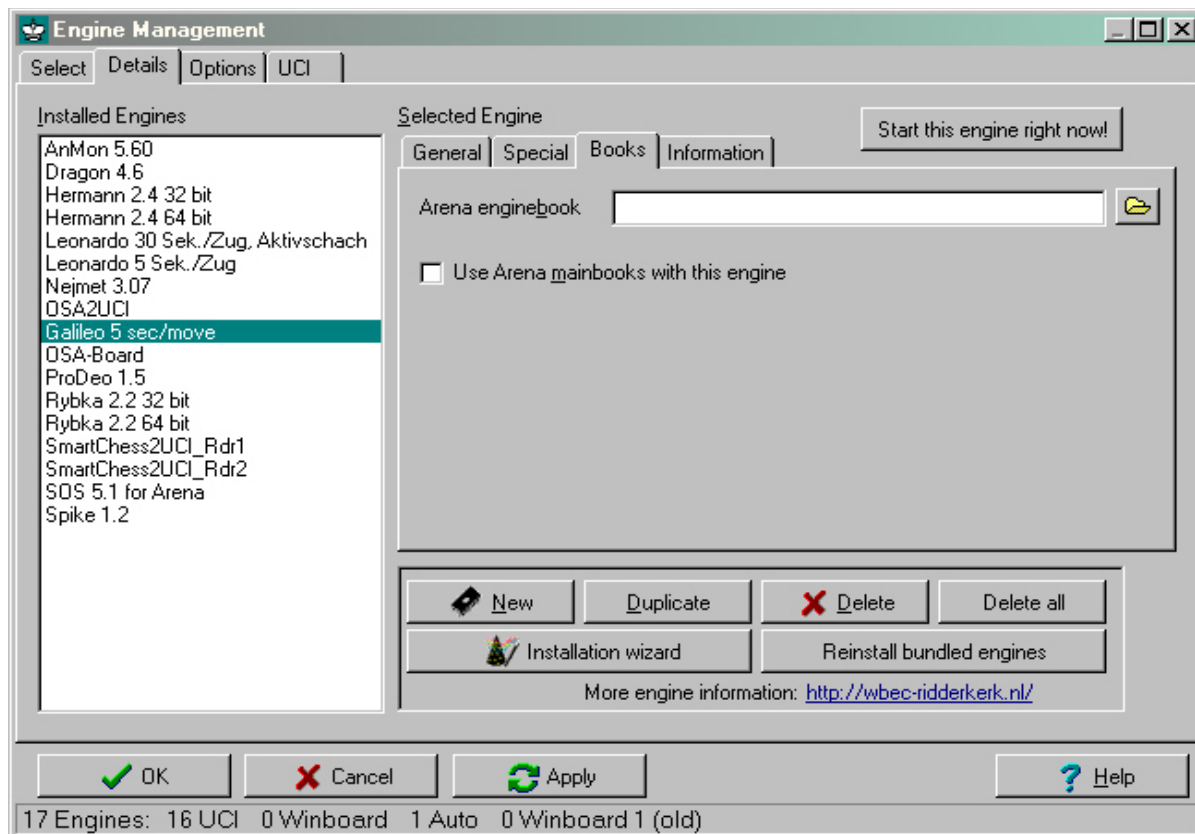 Engine Management
Select Details Options UCI
Installed Engines
AnMon 5.60
Dragon 4.6
Hermann 2.4 32 bit
Hermann 2.4 64 bit
Leonardo 30 Sek./Zug, Aktivschach
Leonardo 5 Sek./Zug
Nejmet 3.07
OSA2UCI
Galileo 5 sec/move
OSA-Board
ProDeo 1.5
Rybka 2.2 32 bit
Rybka 2.2 64 bit
SmartChess2UCI_Rdr1
SmartChess2UCI_Rdr2
SOS 5.1 for Arena
Spike 1.2
Selected Engine
Start this engine right now!
General Special Books Information
Arena enginebook
Use Arena mainbooks with this engine
New Duplicate Delete Delete all
Installation wizard Reinstall bundled engines
More engine information: http://wbec-ridderkerk.nl/
OK Cancel Apply Help
17 Engines: 16 UCI 0 Winboard 1 Auto 0 Winboard 1 (old)